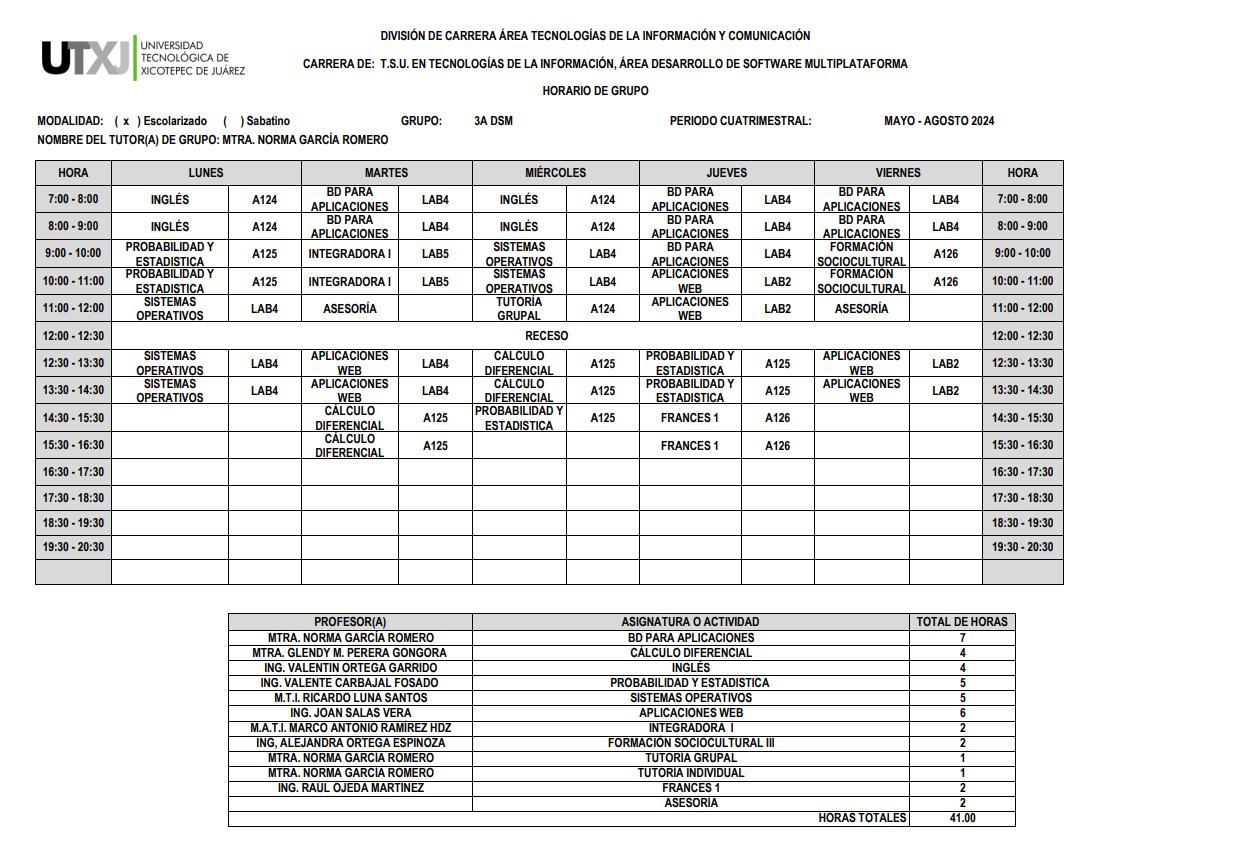 UTXJ
UNIVERSIDAD
TECNOLÓGICA DE
XICOTEPEC DE JUÁREZ
DIVISIÓN DE CARRERA ÁREA TECNOLOGÍAS DE LA INFORMACIÓN Y COMUNICACIÓN
CARRERA DE: T.S.U. EN TECNOLOGÍAS DE LA INFORMACIÓN, ÁREA DESARROLLO DE SOFTWARE MULTIPLATAFORMA
HORARIO DE GRUPO
MODALIDAD: ( x ) Escolarizado ( ) Sabatino GRUPO: 3A DSM PERIODO CUATRIMESTRAL: MAYO - AGOSTO 2024
NOMBRE DEL TUTOR(A) DE GRUPO: MTRA. NORMA GARCÍA ROMERO
HORA LUNES MARTES MIÉRCOLES JUEVES VIERNES HORA
7:00 - 8:00 INGLÉS A124 BD PARA APLICACIONES LAB4 INGLÉS A124 BD PARA APLICACIONES LAB4 BD PARA APLICACIONES LAB4 7:00 - 8:00
8:00 - 9:00 INGLÉS A124 BD PARA APLICACIONES LAB4 INGLÉS A124 BD PARA APLICACIONES LAB4 BD PARA APLICACIONES LAB4 8:00 - 9:00
9:00 - 10:00 PROBABILIDAD Y ESTADISTICA A125 INTEGRADORA I LAB5 SISTEMAS OPERATIVOS LAB4 BD PARA APLICACIONES LAB4 FORMACIÓN SOCIOCULTURAL A126 9:00 - 10:00
10:00 - 11:00 PROBABILIDAD Y ESTADISTICA A125 INTEGRADORA I LAB5 SISTEMAS OPERATIVOS LAB4 APLICACIONES WEB LAB2 FORMACIÓN SOCIOCULTURAL A126 10:00 - 11:00
11:00 - 12:00 SISTEMAS OPERATIVOS LAB4 ASESORÍA TUTORÍA GRUPAL A124 APLICACIONES WEB LAB2 ASESORÍA 11:00 - 12:00
12:00 - 12:30 RECESO 12:00 - 12:30
12:30 - 13:30 SISTEMAS OPERATIVOS LAB4 APLICACIONES WEB LAB4 CALCULO DIFERENCIAL A125 PROBABILIDAD Y ESTADISTICA A125 APLICACIONES WEB LAB2 12:30 - 13:30
13:30 - 14:30 SISTEMAS OPERATIVOS LAB4 APLICACIONES WEB LAB4 CÁLCULO DIFERENCIAL A125 PROBABILIDAD Y ESTADISTICA A125 APLICACIONES WEB LAB2 13:30 - 14:30
14:30 - 15:30 CÁLCULO DIFERENCIAL A125 PROBABILIDAD Y ESTADISTICA A125 FRANCES 1 A126 14:30 - 15:30
15:30 - 16:30 CÁLCULO DIFERENCIAL A125 FRANCES 1 A126 15:30 - 16:30
16:30 - 17:30 16:30 - 17:30
17:30 - 18:30 17:30 - 18:30
18:30 - 19:30 18:30 - 19:30
19:30 - 20:30 19:30 - 20:30
PROFESOR(A) ASIGNATURA O ACTIVIDAD TOTAL DE HORAS
MTRA. NORMA GARCÍA ROMERO BD PARA APLICACIONES 7
MTRA. GLENDY M. PERERA GONGORA CÁLCULO DIFERENCIAL 4
ING. VALENTIN ORTEGA GARRIDO INGLÉS 4
ING. VALENTE CARBAJAL FOSADO PROBABILIDAD Y ESTADISTICA 5
M.T.I. RICARDO LUNA SANTOS SISTEMAS OPERATIVOS 5
ING. JOAN SALAS VERA APLICACIONES WEB 6
M.A.T.I. MARCO ANTONIO RAMÍREZ HDZ INTEGRADORA I 2
ING, ALEJANDRA ORTEGA ESPINOZA FORMACIÓN SOCIOCULTURAL III 2
MTRA. NORMA GARCÍA ROMERO TUTORÍA GRUPAL 1
MTRA. NORMA GARCÍA ROMERO TUTORÍA INDIVIDUAL 1
ING. RAÚL OJEDA MARTÍNEZ FRANCES 1 2
ASESORÍA 2
HORAS TOTALES 41.00